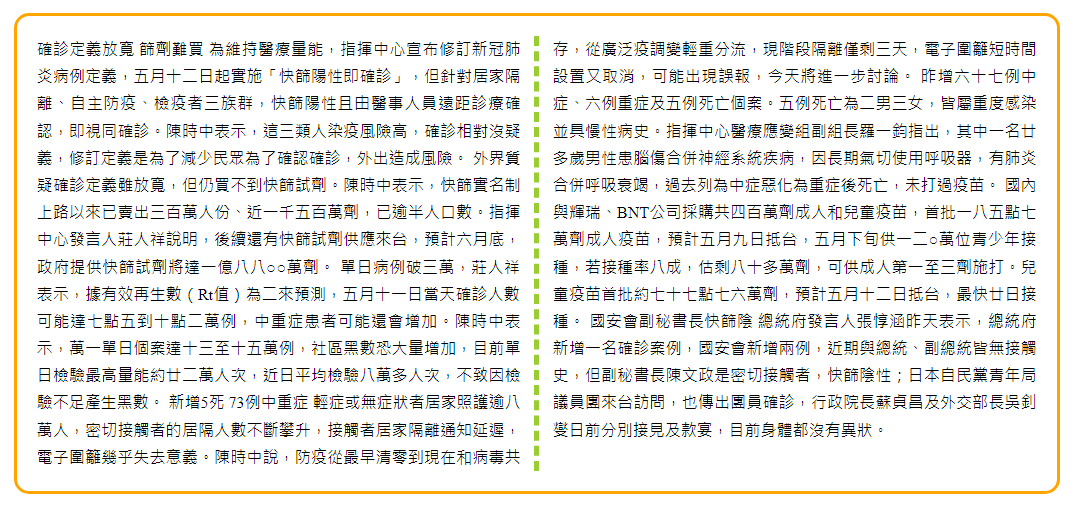 確診定義放寬 篩劑難買 為維持醫療量能，指揮中心宣布修訂新冠肺
炎病例定義，五月十二日起實施「快篩陽性即確診」，但針對居家隔
離、自主防疫、檢疫者三族群，快篩陽性且由醫事人員遠距診療確
認，即視同確診。陳時中表示，這三類人染疫風險高，確診相對沒疑
義，修訂定義是為了減少民眾為了確認確診，外出造成風險。 外界質
疑確診定義雖放寬，但仍買不到快篩試劑。陳時中表示，快篩實名制
上路以來已賣出三百萬人份、近一千五百萬劑，已逾半人口數。指揮
中心發言人莊人祥說明，後續還有快篩試劑供應來台，預計六月底，
政府提供快篩試劑將達一億八八○○萬劑。 單日病例破三萬，莊人祥
表示，據有效再生數（Rt值）為二來預測，五月十一日當天確診人數
可能達七點五到十點二萬例，中重症患者可能還會增加。陳時中表
示，萬一單日個案達十三至十五萬例，社區黑數恐大量增加，目前單
日檢驗最高量能約廿二萬人次，近日平均檢驗八萬多人次，不致因檢
驗不足產生黑數。 新增5死 73例中重症 輕症或無症狀者居家照護逾八
萬人，密切接觸者的居隔人數不斷攀升，接觸者居家隔離通知延遲，
電子圍籬幾乎失去意義。陳時中說，防疫從最早清零到現在和病毒共
存，從廣泛疫調變輕重分流，現階段隔離僅剩三天，電子圍籬短時間
設置又取消，可能出現誤報，今天將進一步討論。 昨增六十七例中
症、六例重症及五例死亡個案。五例死亡為二男三女，皆屬重度感染
並具慢性病史。指揮中心醫療應變組副組長羅一鈞指出，其中一名廿
多歲男性患腦傷合併神經系統疾病，因長期氣切使用呼吸器，有肺炎
合併呼吸衰竭，過去列為中症惡化為重症後死亡，未打過疫苗。 國內
與輝瑞、BNT公司採購共四百萬劑成人和兒童疫苗，首批一八五點七
萬劑成人疫苗，預計五月九日抵台，五月下旬供一二○萬位青少年接
種，若接種率八成，估剩八十多萬劑，可供成人第一至三劑施打。兒
童疫苗首批約七十七點七六萬劑，預計五月十二日抵台，最快廿日接
種。 國安會副秘書長快篩陰 總統府發言人張惇涵昨天表示，總統府
新增一名確診案例，國安會新增兩例，近期與總統、副總統皆無接觸
史，但副秘書長陳文政是密切接觸者，快篩陰性；日本自民黨青年局
議員團來台訪問，也傳出團員確診，行政院長蘇貞昌及外交部長吳釗
燮日前分別接見及款宴，目前身體都沒有異狀。